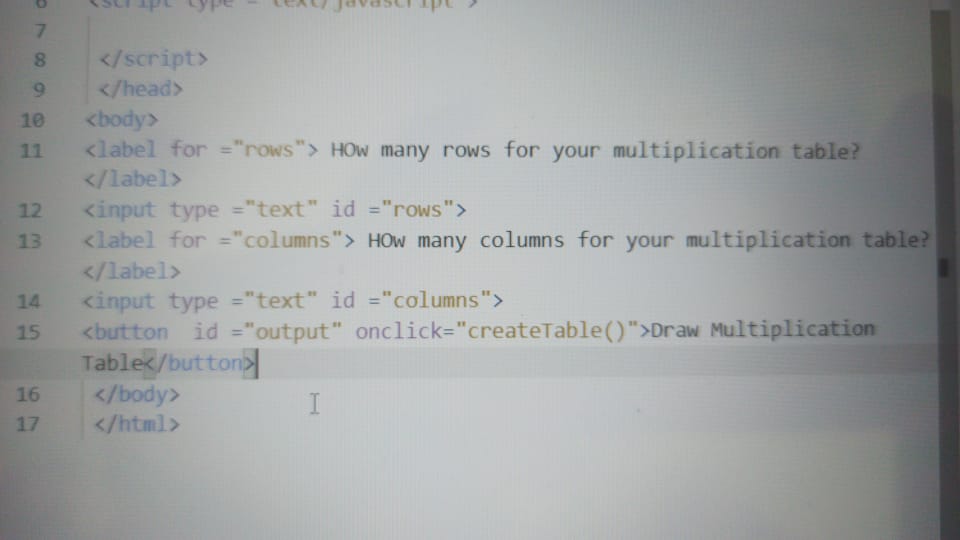 6 <script type = "text/javascript">
7
8 </script>
9 </head>
10 <body>
11 <label for ="rows"> HOw many rows for your multiplication table?
</label>
12 <input type ="text" id ="rows">
13 <label for ="columns"> HOw many columns for your multiplication table?
</label>
14 <input type ="text" id ="columns">
15 <button  id ="output" onclick="createTable()">Draw Multiplication
Table</button>
16 </body>
17 </html>